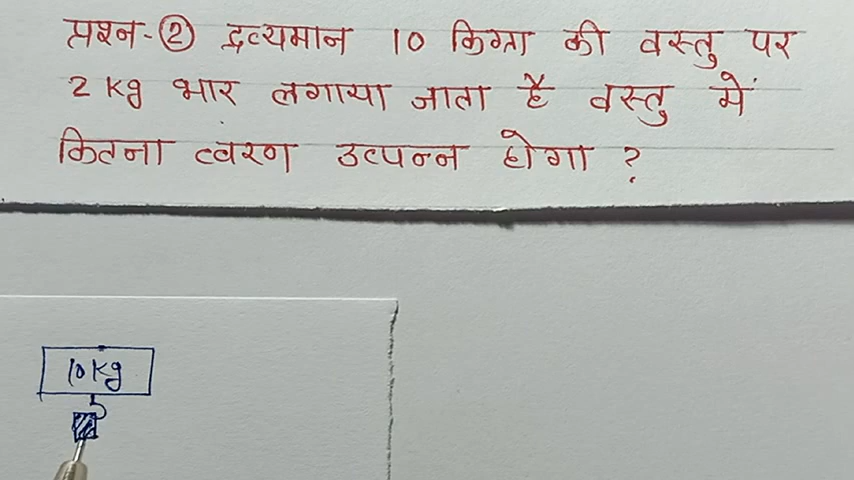 प्रश्न-② द्रव्यमान 10 किग्रा की वस्तु पर
2 kg भार लगाया जाता है वस्तु में
कितना त्वरण उत्पन्न होगा ?
10 kg